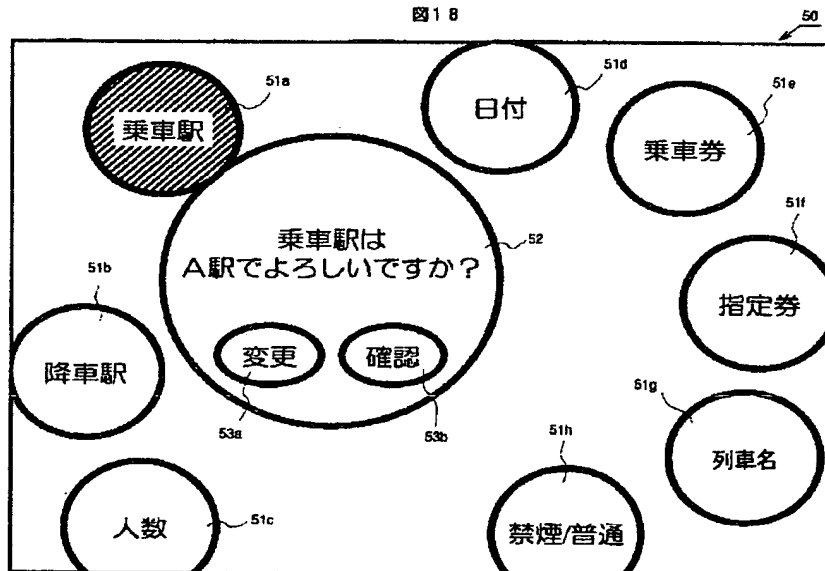 図18
50
51a
乗車駅
51d
日付
51e
乗車券
乗車駅は
A駅でよろしいですか？
52
変更
確認
53a
53b
51f
指定券
51b
降車駅
51g
列車名
51c
人数
51h
禁煙/普通